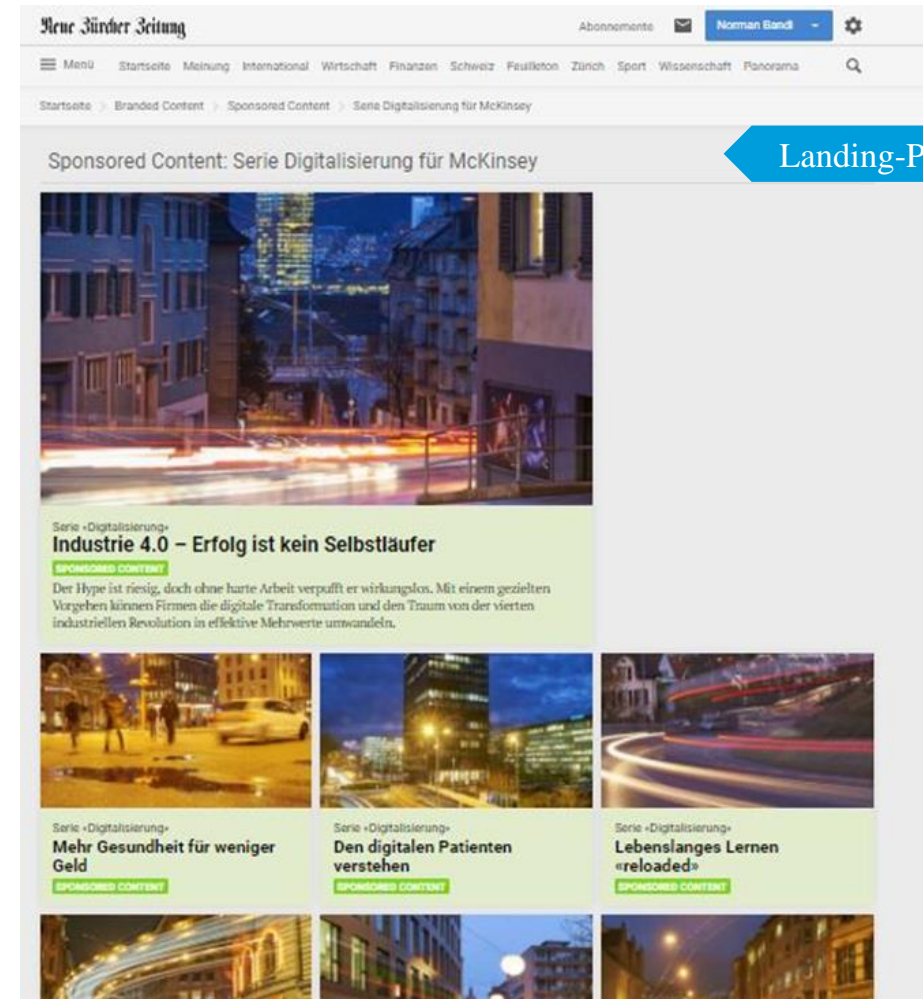 Neue Zürcher Zeitung
Abonnemente
Norman Bandl
Menü Startseite Meinung International Wirtschaft Finanzen Schweiz Feuilleton Zürich Sport Wissenschaft Panorama
Startseite > Branded Content > Sponsored Content > Serie Digitalisierung für McKinsey
Sponsored Content: Serie Digitalisierung für McKinsey
Landing-P
Serie «Digitalisierung»
Industrie 4.0 – Erfolg ist kein Selbstläufer
SPONSORED CONTENT
Der Hype ist riesig, doch ohne harte Arbeit verpufft er wirkungslos. Mit einem gezielten
Vorgehen können Firmen die digitale Transformation und den Traum von der vierten
industriellen Revolution in effektive Mehrwerte umwandeln.
Serie «Digitalisierung»
Mehr Gesundheit für weniger
Geld
SPONSORED CONTENT
Serie «Digitalisierung»
Den digitalen Patienten
verstehen
SPONSORED CONTENT
Serie «Digitalisierung»
Lebenslanges Lernen
«reloaded»
SPONSORED CONTENT